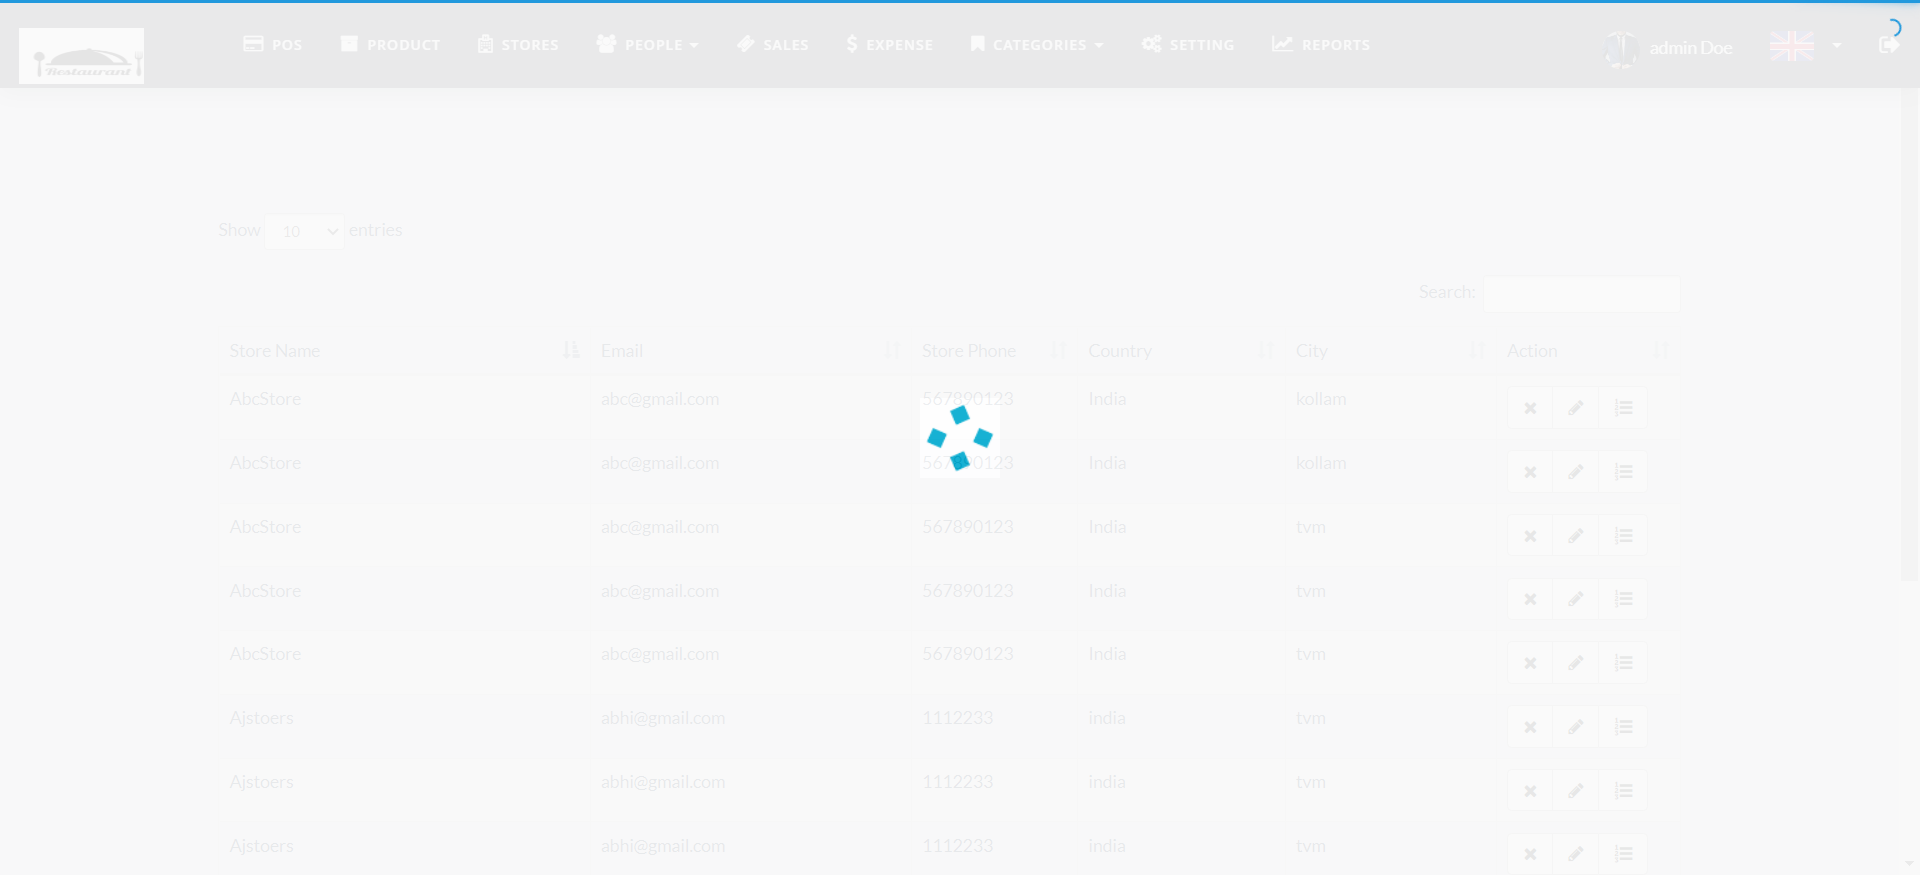 Restaurant
POS PRODUCT STORES PEOPLE SALES EXPENSE CATEGORIES SETTING REPORTS admin Doe
Show 10 entries
Search:
Store Name Email Store Phone Country City Action
AbcStore abc@gmail.com 567890123 India kollam
AbcStore abc@gmail.com 567890123 India kollam
AbcStore abc@gmail.com 567890123 India tvm
AbcStore abc@gmail.com 567890123 India tvm
AbcStore abc@gmail.com 567890123 India tvm
Ajstoers abhi@gmail.com 1112233 india tvm
Ajstoers abhi@gmail.com 1112233 india tvm
Ajstoers abhi@gmail.com 1112233 india tvm